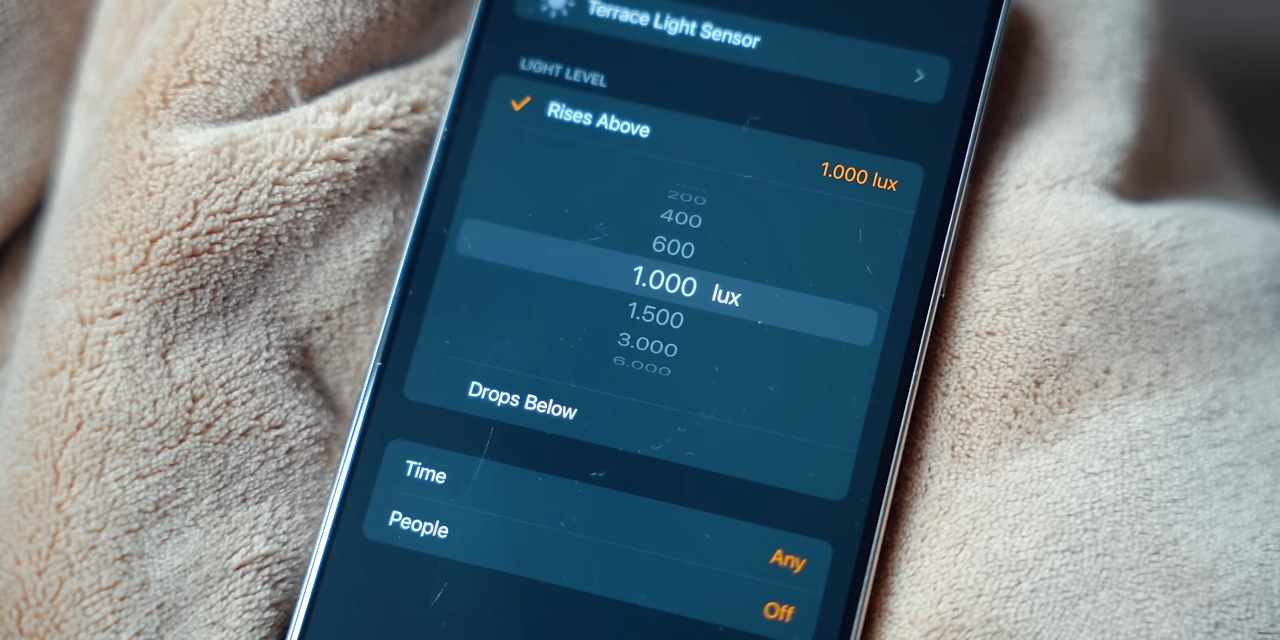 Terrace Light Sensor
LIGHT LEVEL
Rises Above
1.000 lux
200
400
600
1.000 lux
1.500
3.000
6.000
Drops Below
Time
Any
People
Off